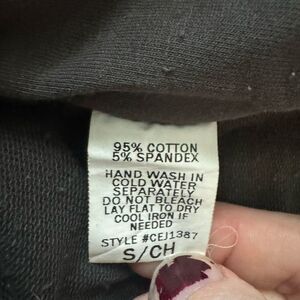 95% COTTON
5% SPANDEX
HAND WASH IN
COLD WATER
SEPARATELY
DO NOT BLEACH
LAY FLAT TO DRY
COOL IRON IF
NEEDED
STYLE #CEJ1387
S/CH